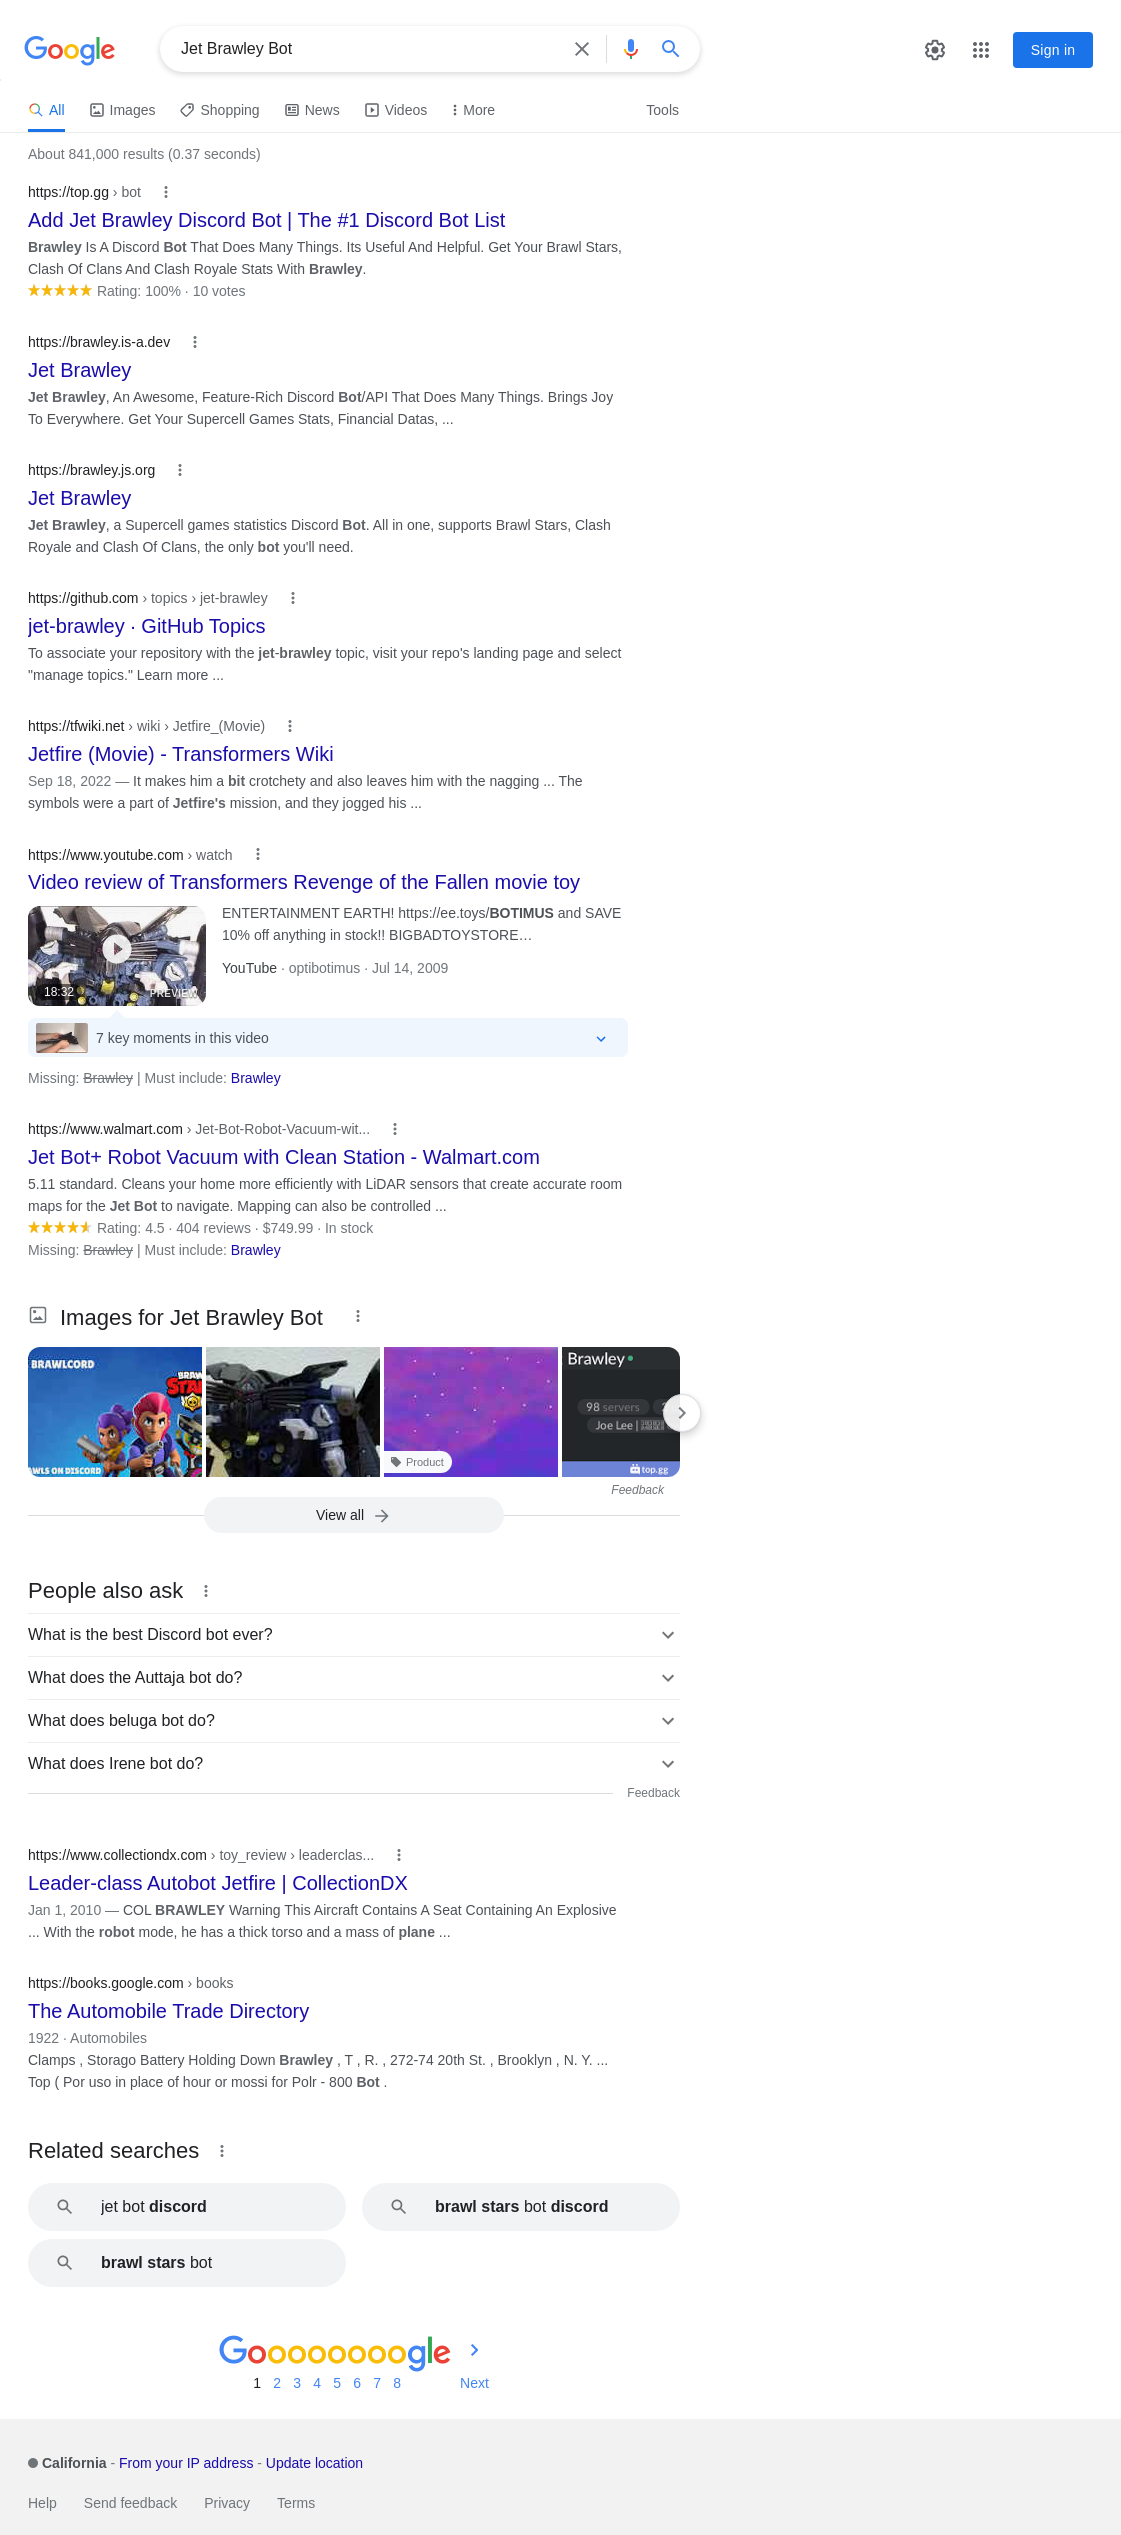 Google
Jet Brawley Bot
Sign in
All
Images
Shopping
News
Videos
More
Tools
About 841,000 results (0.37 seconds)
https://top.gg › bot
Add Jet Brawley Discord Bot | The #1 Discord Bot List
Brawley Is A Discord Bot That Does Many Things. Its Useful And Helpful. Get Your Brawl Stars,
Clash Of Clans And Clash Royale Stats With Brawley.
Rating: 100% · 10 votes
https://brawley.is-a.dev
Jet Brawley
Jet Brawley, An Awesome, Feature-Rich Discord Bot/API That Does Many Things. Brings Joy
To Everywhere. Get Your Supercell Games Stats, Financial Datas, ...
https://brawley.js.org
Jet Brawley
Jet Brawley, a Supercell games statistics Discord Bot. All in one, supports Brawl Stars, Clash
Royale and Clash Of Clans, the only bot you'll need.
https://github.com › topics › jet-brawley
jet-brawley · GitHub Topics
To associate your repository with the jet-brawley topic, visit your repo's landing page and select
"manage topics." Learn more ...
https://tfwiki.net › wiki › Jetfire_(Movie)
Jetfire (Movie) - Transformers Wiki
Sep 18, 2022 — It makes him a bit crotchety and also leaves him with the nagging ... The
symbols were a part of Jetfire's mission, and they jogged his ...
https://www.youtube.com › watch
Video review of Transformers Revenge of the Fallen movie toy
ENTERTAINMENT EARTH! https://ee.toys/BOTIMUS and SAVE
10% off anything in stock!! BIGBADTOYSTORE…
YouTube · optibotimus · Jul 14, 2009
18:32
PREVIEW
7 key moments in this video
Missing: Brawley | Must include: Brawley
https://www.walmart.com › Jet-Bot-Robot-Vacuum-wit...
Jet Bot+ Robot Vacuum with Clean Station - Walmart.com
5.11 standard. Cleans your home more efficiently with LiDAR sensors that create accurate room
maps for the Jet Bot to navigate. Mapping can also be controlled ...
Rating: 4.5 · 404 reviews · $749.99 · In stock
Missing: Brawley | Must include: Brawley
Images for Jet Brawley Bot
BRAWLCORD
BRAW
STA
AWLS ON DISCORD
Product
Brawley
98 servers
Joe Lee |
top.gg
Feedback
View all
People also ask
What is the best Discord bot ever?
What does the Auttaja bot do?
What does beluga bot do?
What does Irene bot do?
Feedback
https://www.collectiondx.com › toy_review › leaderclas...
Leader-class Autobot Jetfire | CollectionDX
Jan 1, 2010 — COL BRAWLEY Warning This Aircraft Contains A Seat Containing An Explosive
... With the robot mode, he has a thick torso and a mass of plane ...
https://books.google.com › books
The Automobile Trade Directory
1922 · Automobiles
Clamps , Storago Battery Holding Down Brawley , T , R. , 272-74 20th St. , Brooklyn , N. Y. ...
Top ( Por uso in place of hour or mossi for Polr - 800 Bot .
Related searches
jet bot discord
brawl stars bot discord
brawl stars bot
Goooooooogle
1 2 3 4 5 6 7 8 Next
California - From your IP address - Update location
Help Send feedback Privacy Terms